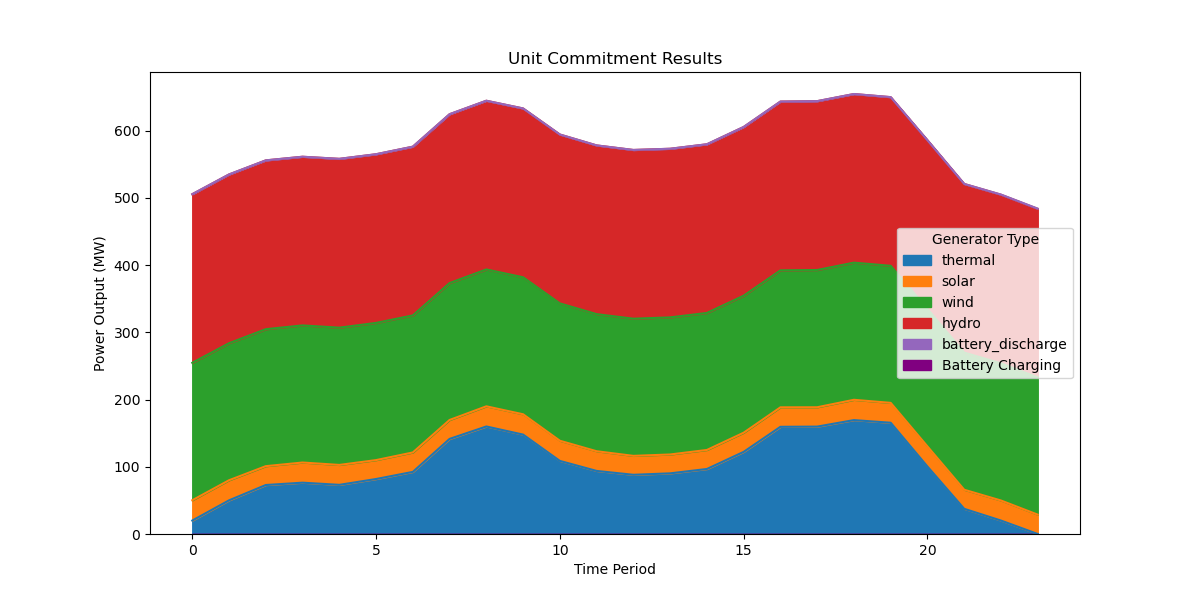 Unit Commitment Results
Power Output (MW)
600
500
400
300
200
100
0
Generator Type
thermal
solar
wind
hydro
battery_discharge
Battery Charging
0 5 10 15 20
Time Period